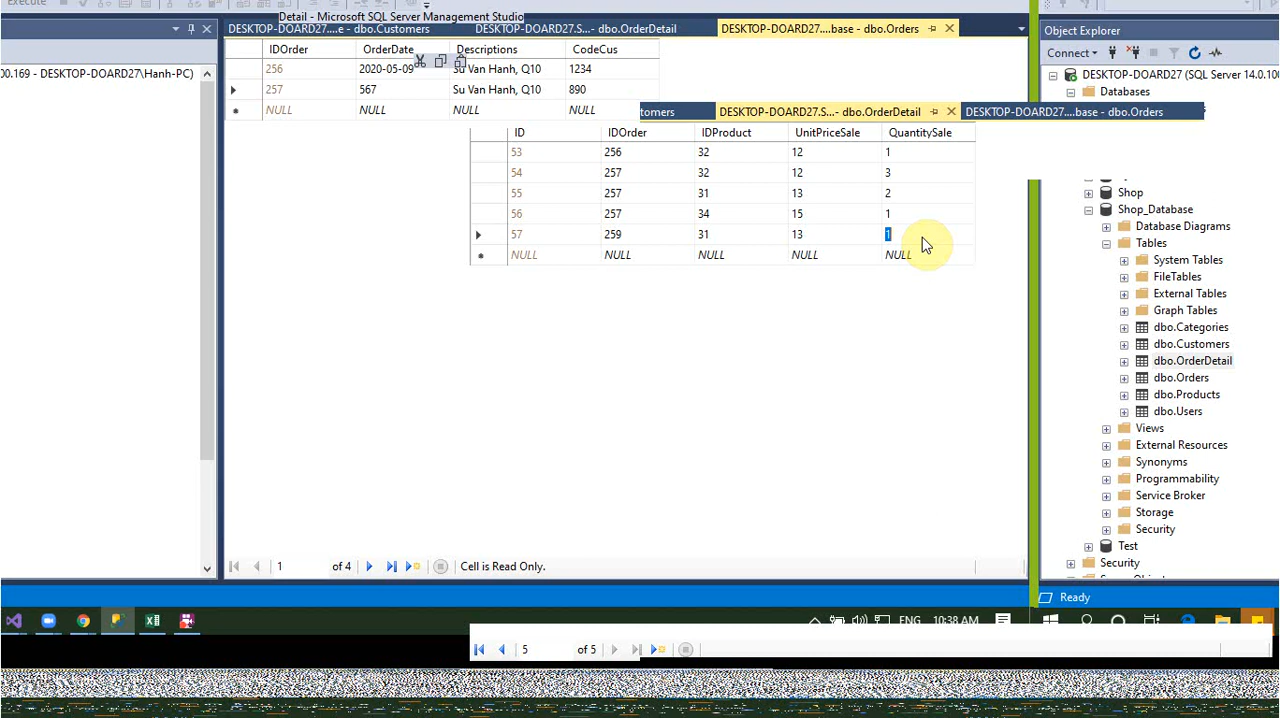 Execute
Detail - Microsoft SQL Server Management Studio
DESKTOP-DOARD27....e - dbo.Customers
DESKTOP-DOARD27.S...- dbo.OrderDetail
DESKTOP-DOARD27....base - dbo.Orders
Object Explorer
IDOrder OrderDate Descriptions CodeCus
Connect
00.169 - DESKTOP-DOARD27\Hanh-PC)
256 2020-05-09 Su Van Hanh, Q10 1234
DESKTOP-DOARD27 (SQL Server 14.0.100
257 567 Su Van Hanh, Q10 890
Databases
NULL NULL NULL NULL
tomers
DESKTOP-DOARD27.S...- dbo.OrderDetail
DESKTOP-DOARD27....base - dbo.Orders
ID IDOrder IDProduct UnitPriceSale QuantitySale
53 256 32 12 1
54 257 32 12 3
55 257 31 13 2
56 257 34 15 1
57 259 31 13 1
NULL NULL NULL NULL NULL
Shop
Shop_Database
Database Diagrams
Tables
System Tables
FileTables
External Tables
Graph Tables
dbo.Categories
dbo.Customers
dbo.OrderDetail
dbo.Orders
dbo.Products
dbo.Users
Views
External Resources
Synonyms
Programmability
Service Broker
Storage
Security
Test
Security
1 of 4 Cell is Read Only.
Ready
ENG 10:38 AM
5 of 5